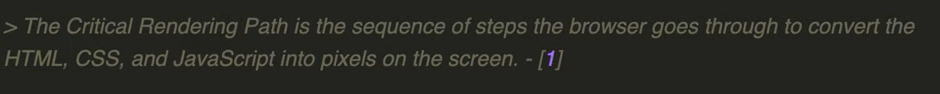 > The Critical Rendering Path is the sequence of steps the browser goes through to convert the
HTML, CSS, and JavaScript into pixels on the screen. - [1]